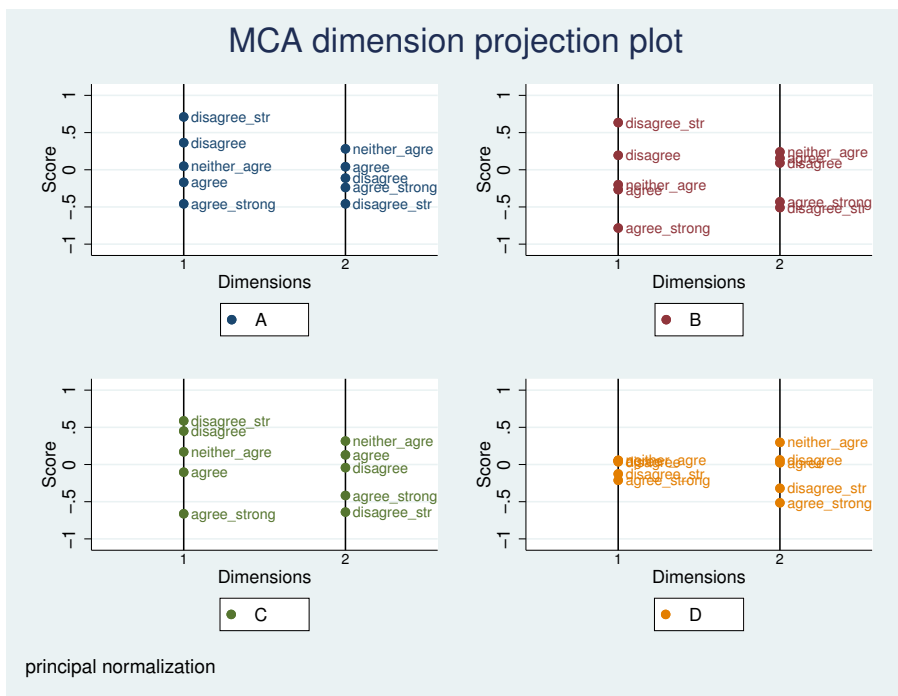 MCA dimension projection plot
1
.5
0
−.5
−1
Score
disagree_str
disagree
neither_agre
agree
agree_strong
neither_agre
agree
disagree
agree_strong
disagree_str
1
2
Dimensions
A
1
.5
0
−.5
−1
Score
disagree_str
disagree
neither_agre
agree
agree_strong
neither_agre
agree
disagree
agree_strong
disagree_str
1
2
Dimensions
B
1
.5
0
−.5
−1
Score
disagree_str
disagree
neither_agre
agree
agree_strong
neither_agre
agree
disagree
agree_strong
disagree_str
1
2
Dimensions
C
1
.5
0
−.5
−1
Score
neither_agre
disagree
disagree_str
agree_strong
neither_agre
disagree
agree
disagree_str
agree_strong
1
2
Dimensions
D
principal normalization